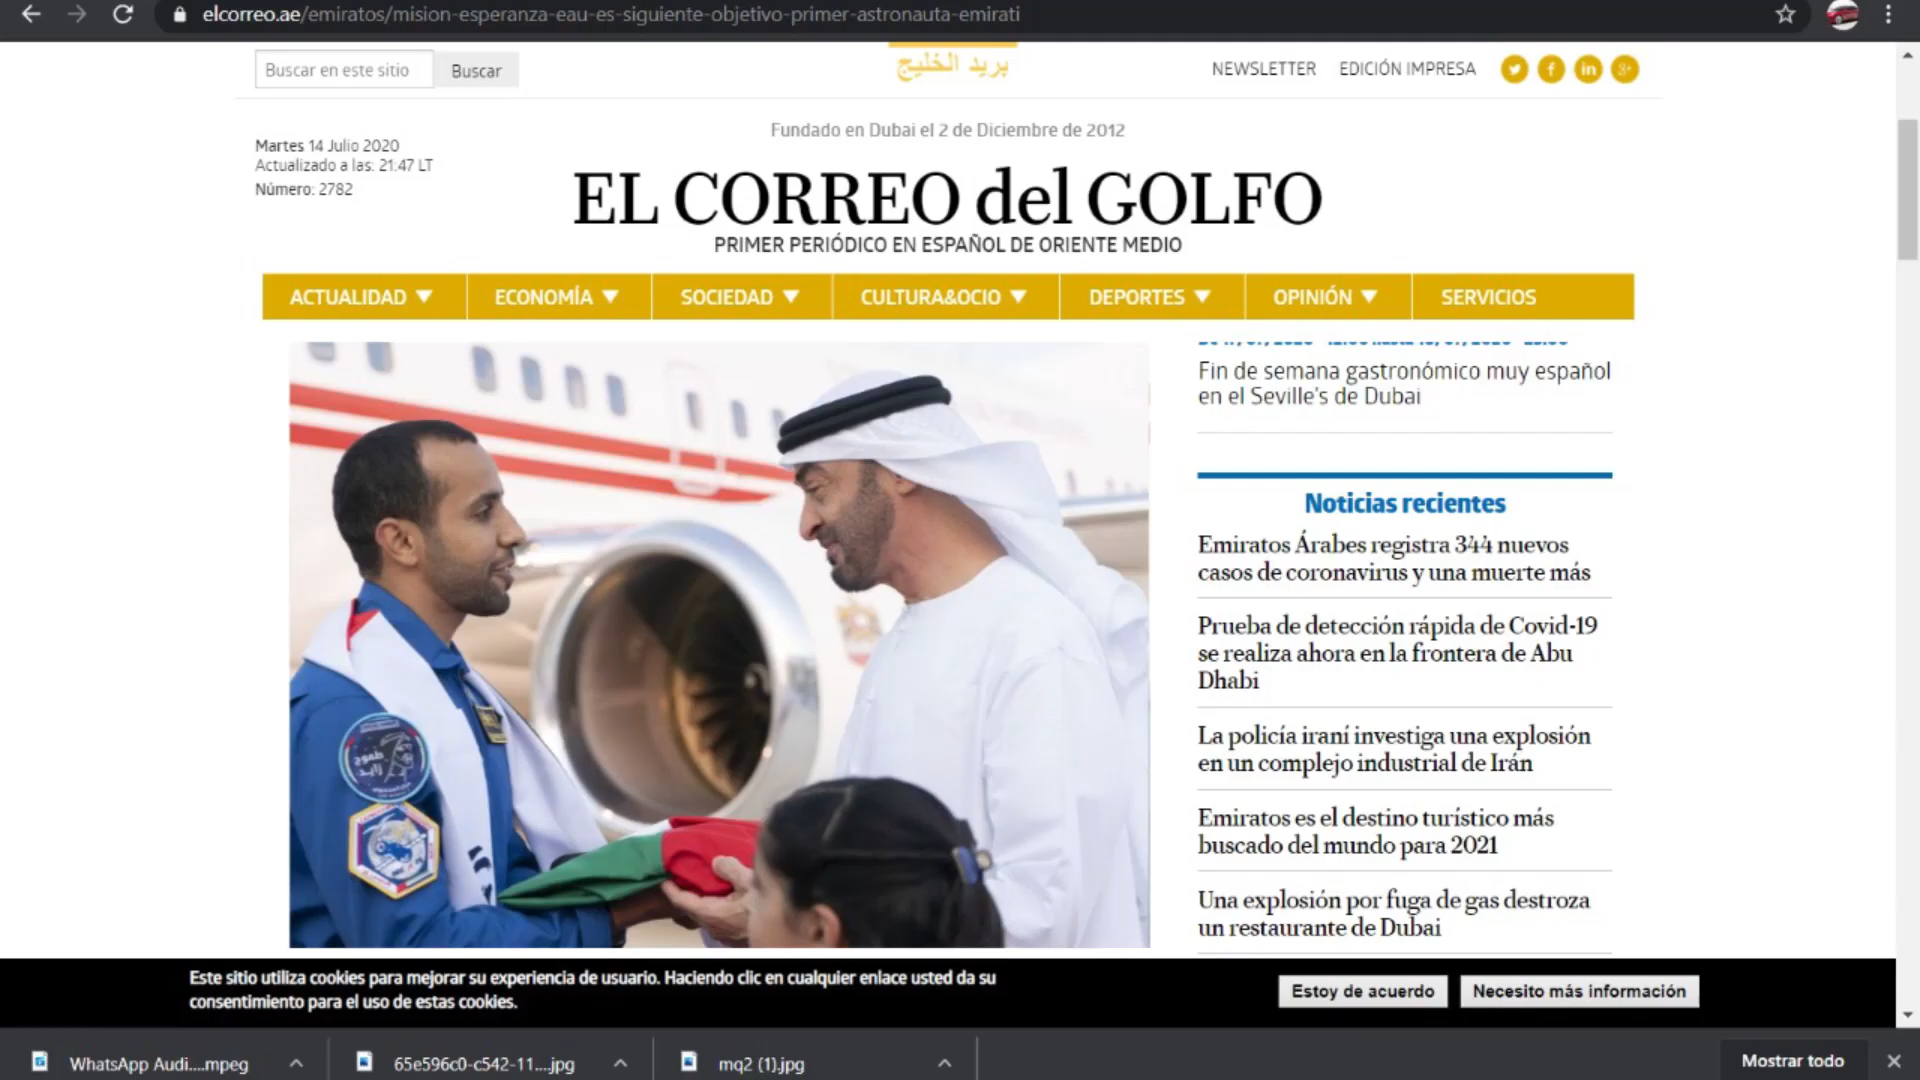 elcorreo.ae/emiratos/mision-esperanza-eau-es-siguiente-objetivo-primer-astronauta-emirati
Buscar en este sitio
Buscar
بريد الخليج
NEWSLETTER
EDICIÓN IMPRESA
Martes 14 Julio 2020
Actualizado a las: 21:47 LT
Número: 2782
Fundado en Dubai el 2 de Diciembre de 2012
EL CORREO del GOLFO
PRIMER PERIÓDICO EN ESPAÑOL DE ORIENTE MEDIO
ACTUALIDAD ▼
ECONOMÍA ▼
SOCIEDAD ▼
CULTURA&OCIO ▼
DEPORTES ▼
OPINIÓN ▼
SERVICIOS
طموح
زايد
Fin de semana gastronómico muy español
en el Seville's de Dubai
Noticias recientes
Emiratos Árabes registra 344 nuevos
casos de coronavirus y una muerte más
Prueba de detección rápida de Covid-19
se realiza ahora en la frontera de Abu
Dhabi
La policía iraní investiga una explosión
en un complejo industrial de Irán
Emiratos es el destino turístico más
buscado del mundo para 2021
Una explosión por fuga de gas destroza
un restaurante de Dubai
Este sitio utiliza cookies para mejorar su experiencia de usuario. Haciendo clic en cualquier enlace usted da su
consentimiento para el uso de estas cookies.
Estoy de acuerdo
Necesito más información
WhatsApp Audi....mpeg
65e596c0-c542-11....jpg
mq2 (1).jpg
Mostrar todo